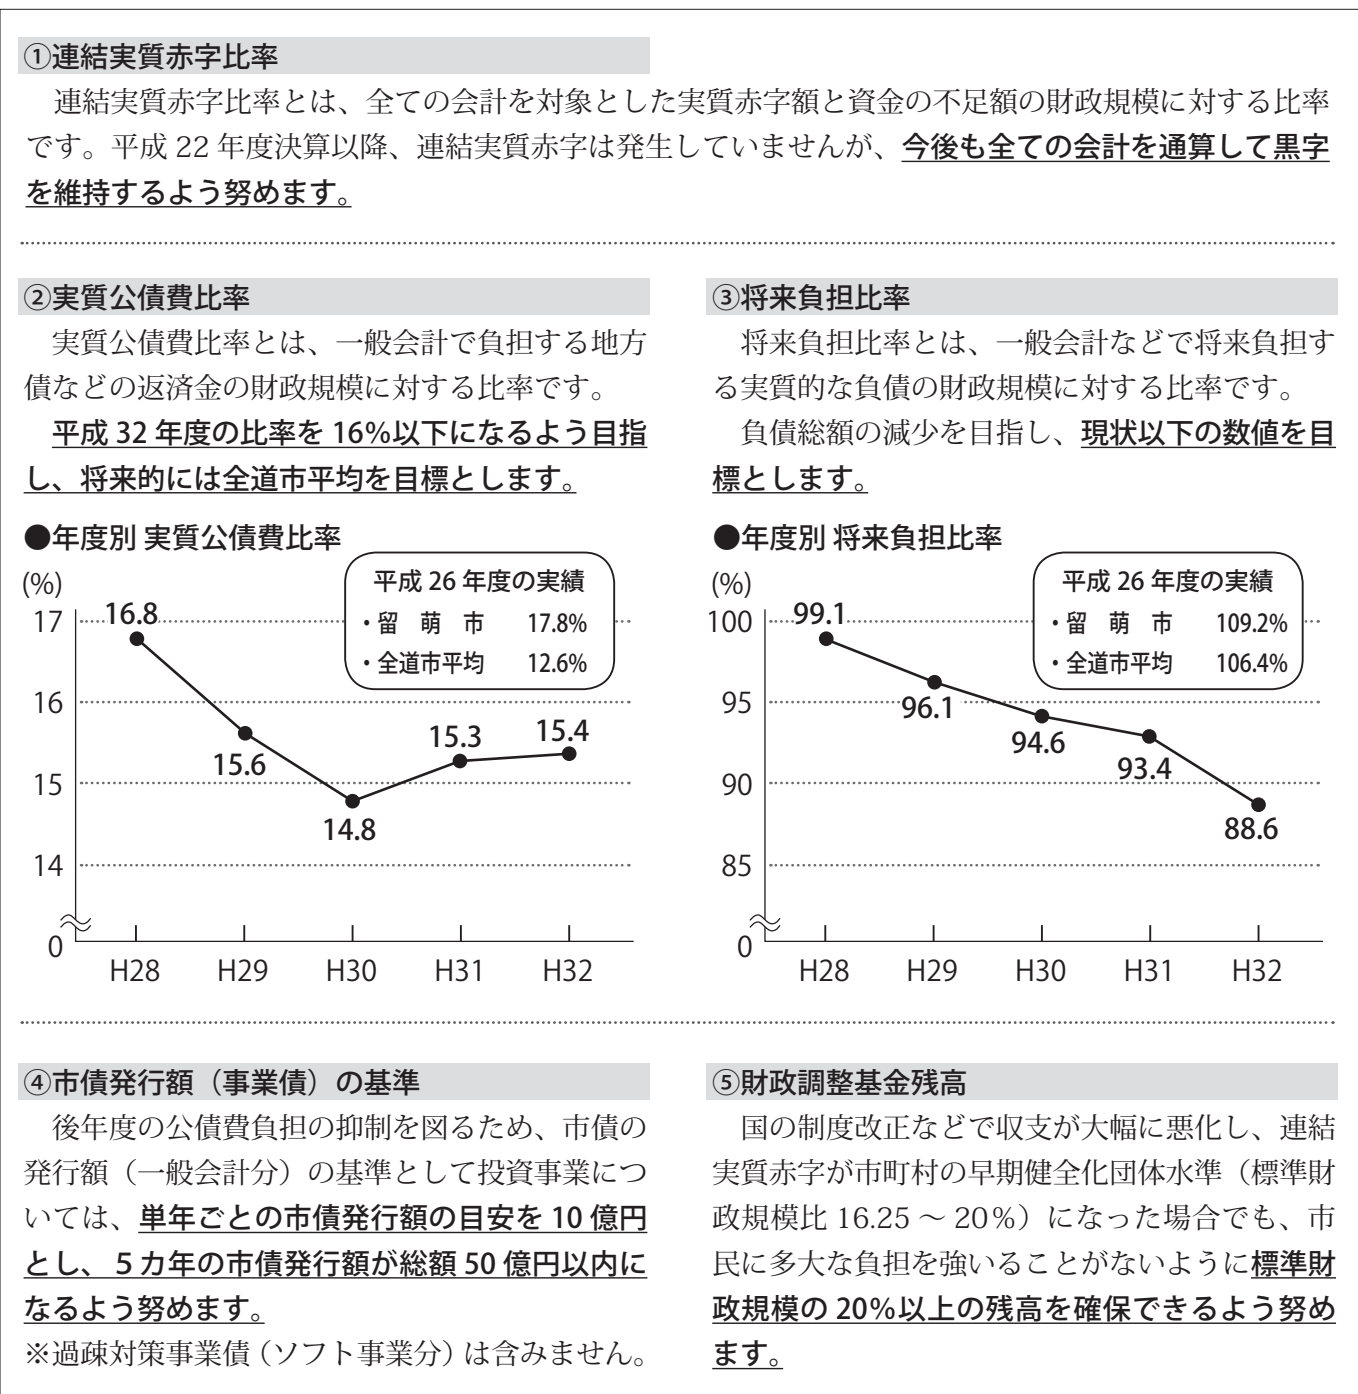 ①連結実質赤字比率
連結実質赤字比率とは、全ての会計を対象とした実質赤字額と資金の不足額の財政規模に対する比率
です。平成 22 年度決算以降、連結実質赤字は発生していませんが、今後も全ての会計を通算して黒字
を維持するよう努めます。
②実質公債費比率
実質公債費比率とは、一般会計で負担する地方
債などの返済金の財政規模に対する比率です。
平成 32 年度の比率を 16%以下になるよう目指
し、将来的には全道市平均を目標とします。
●年度別 実質公債費比率
(%)
平成 26 年度の実績
・留萌市 17.8%
・全道市平均 12.6%
17
16
15
14
0
16.8
15.6
14.8
15.3
15.4
H28 H29 H30 H31 H32
③将来負担比率
将来負担比率とは、一般会計などで将来負担す
る実質的な負債の財政規模に対する比率です。
負債総額の減少を目指し、現状以下の数値を目
標とします。
●年度別 将来負担比率
(%)
平成 26 年度の実績
・留萌市 109.2%
・全道市平均 106.4%
100
95
90
85
0
99.1
96.1
94.6
93.4
88.6
H28 H29 H30 H31 H32
④市債発行額（事業債）の基準
後年度の公債費負担の抑制を図るため、市債の
発行額（一般会計分）の基準として投資事業につ
いては、単年ごとの市債発行額の目安を 10 億円
とし、５カ年の市債発行額が総額 50 億円以内に
なるよう努めます。
※過疎対策事業債（ソフト事業分）は含みません。
⑤財政調整基金残高
国の制度改正などで収支が大幅に悪化し、連結
実質赤字が市町村の早期健全化団体水準（標準財
政規模比 16.25 ～ 20％）になった場合でも、市
民に多大な負担を強いることがないように標準財
政規模の 20%以上の残高を確保できるよう努め
ます。